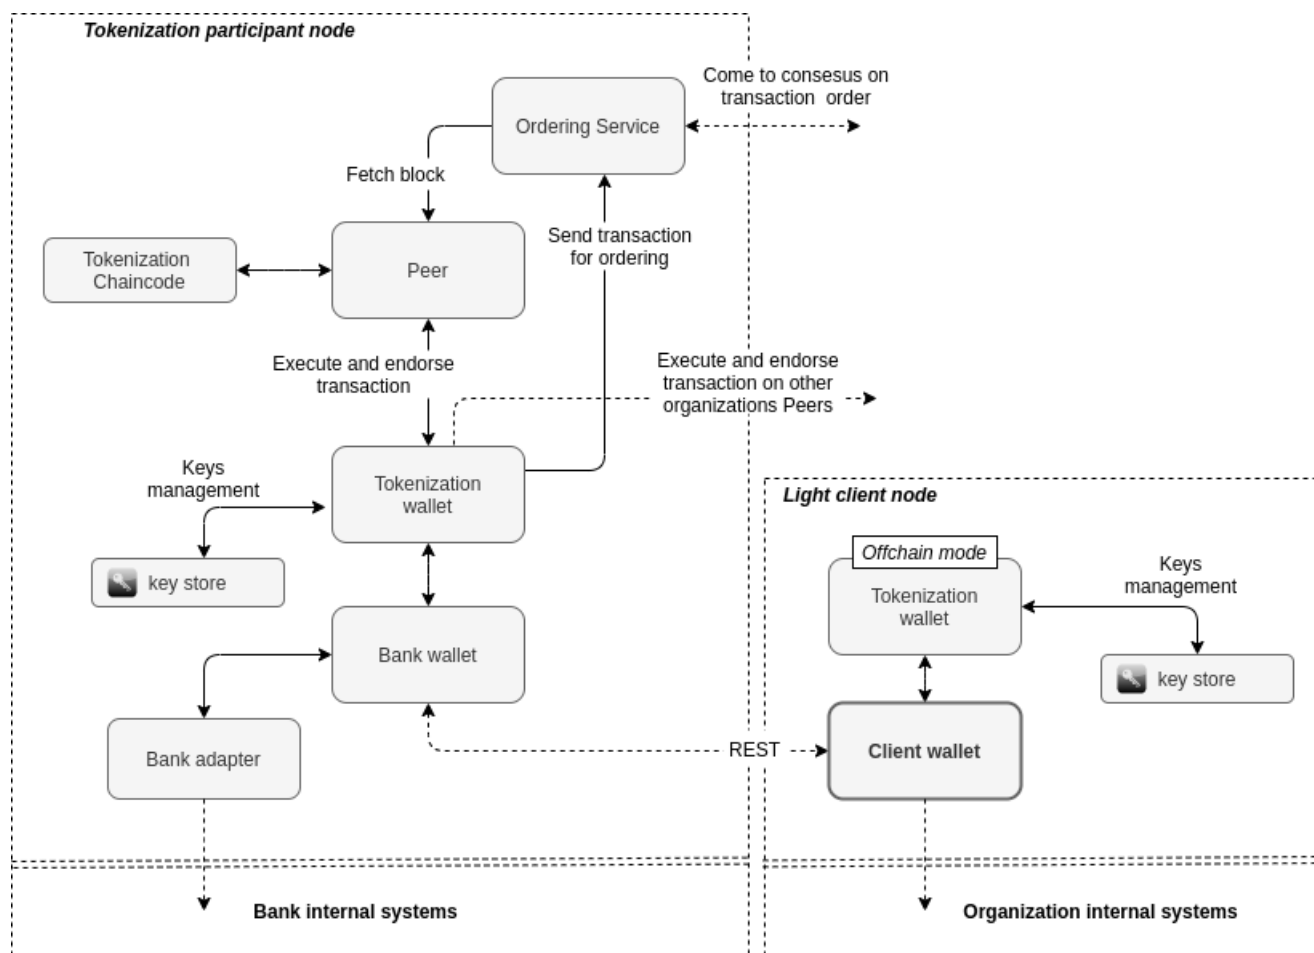 Tokenization participant node
Come to consesus on
transaction order
Ordering Service
Fetch block
Send transaction
for ordering
Tokenization
Chaincode
Peer
Execute and endorse
transaction
Execute and endorse
transaction on other
organizations Peers
Keys
management
Tokenization
wallet
key store
Bank wallet
Bank adapter
REST
Bank internal systems
Light client node
Offchain mode
Tokenization
wallet
Keys
management
key store
Client wallet
Organization internal systems